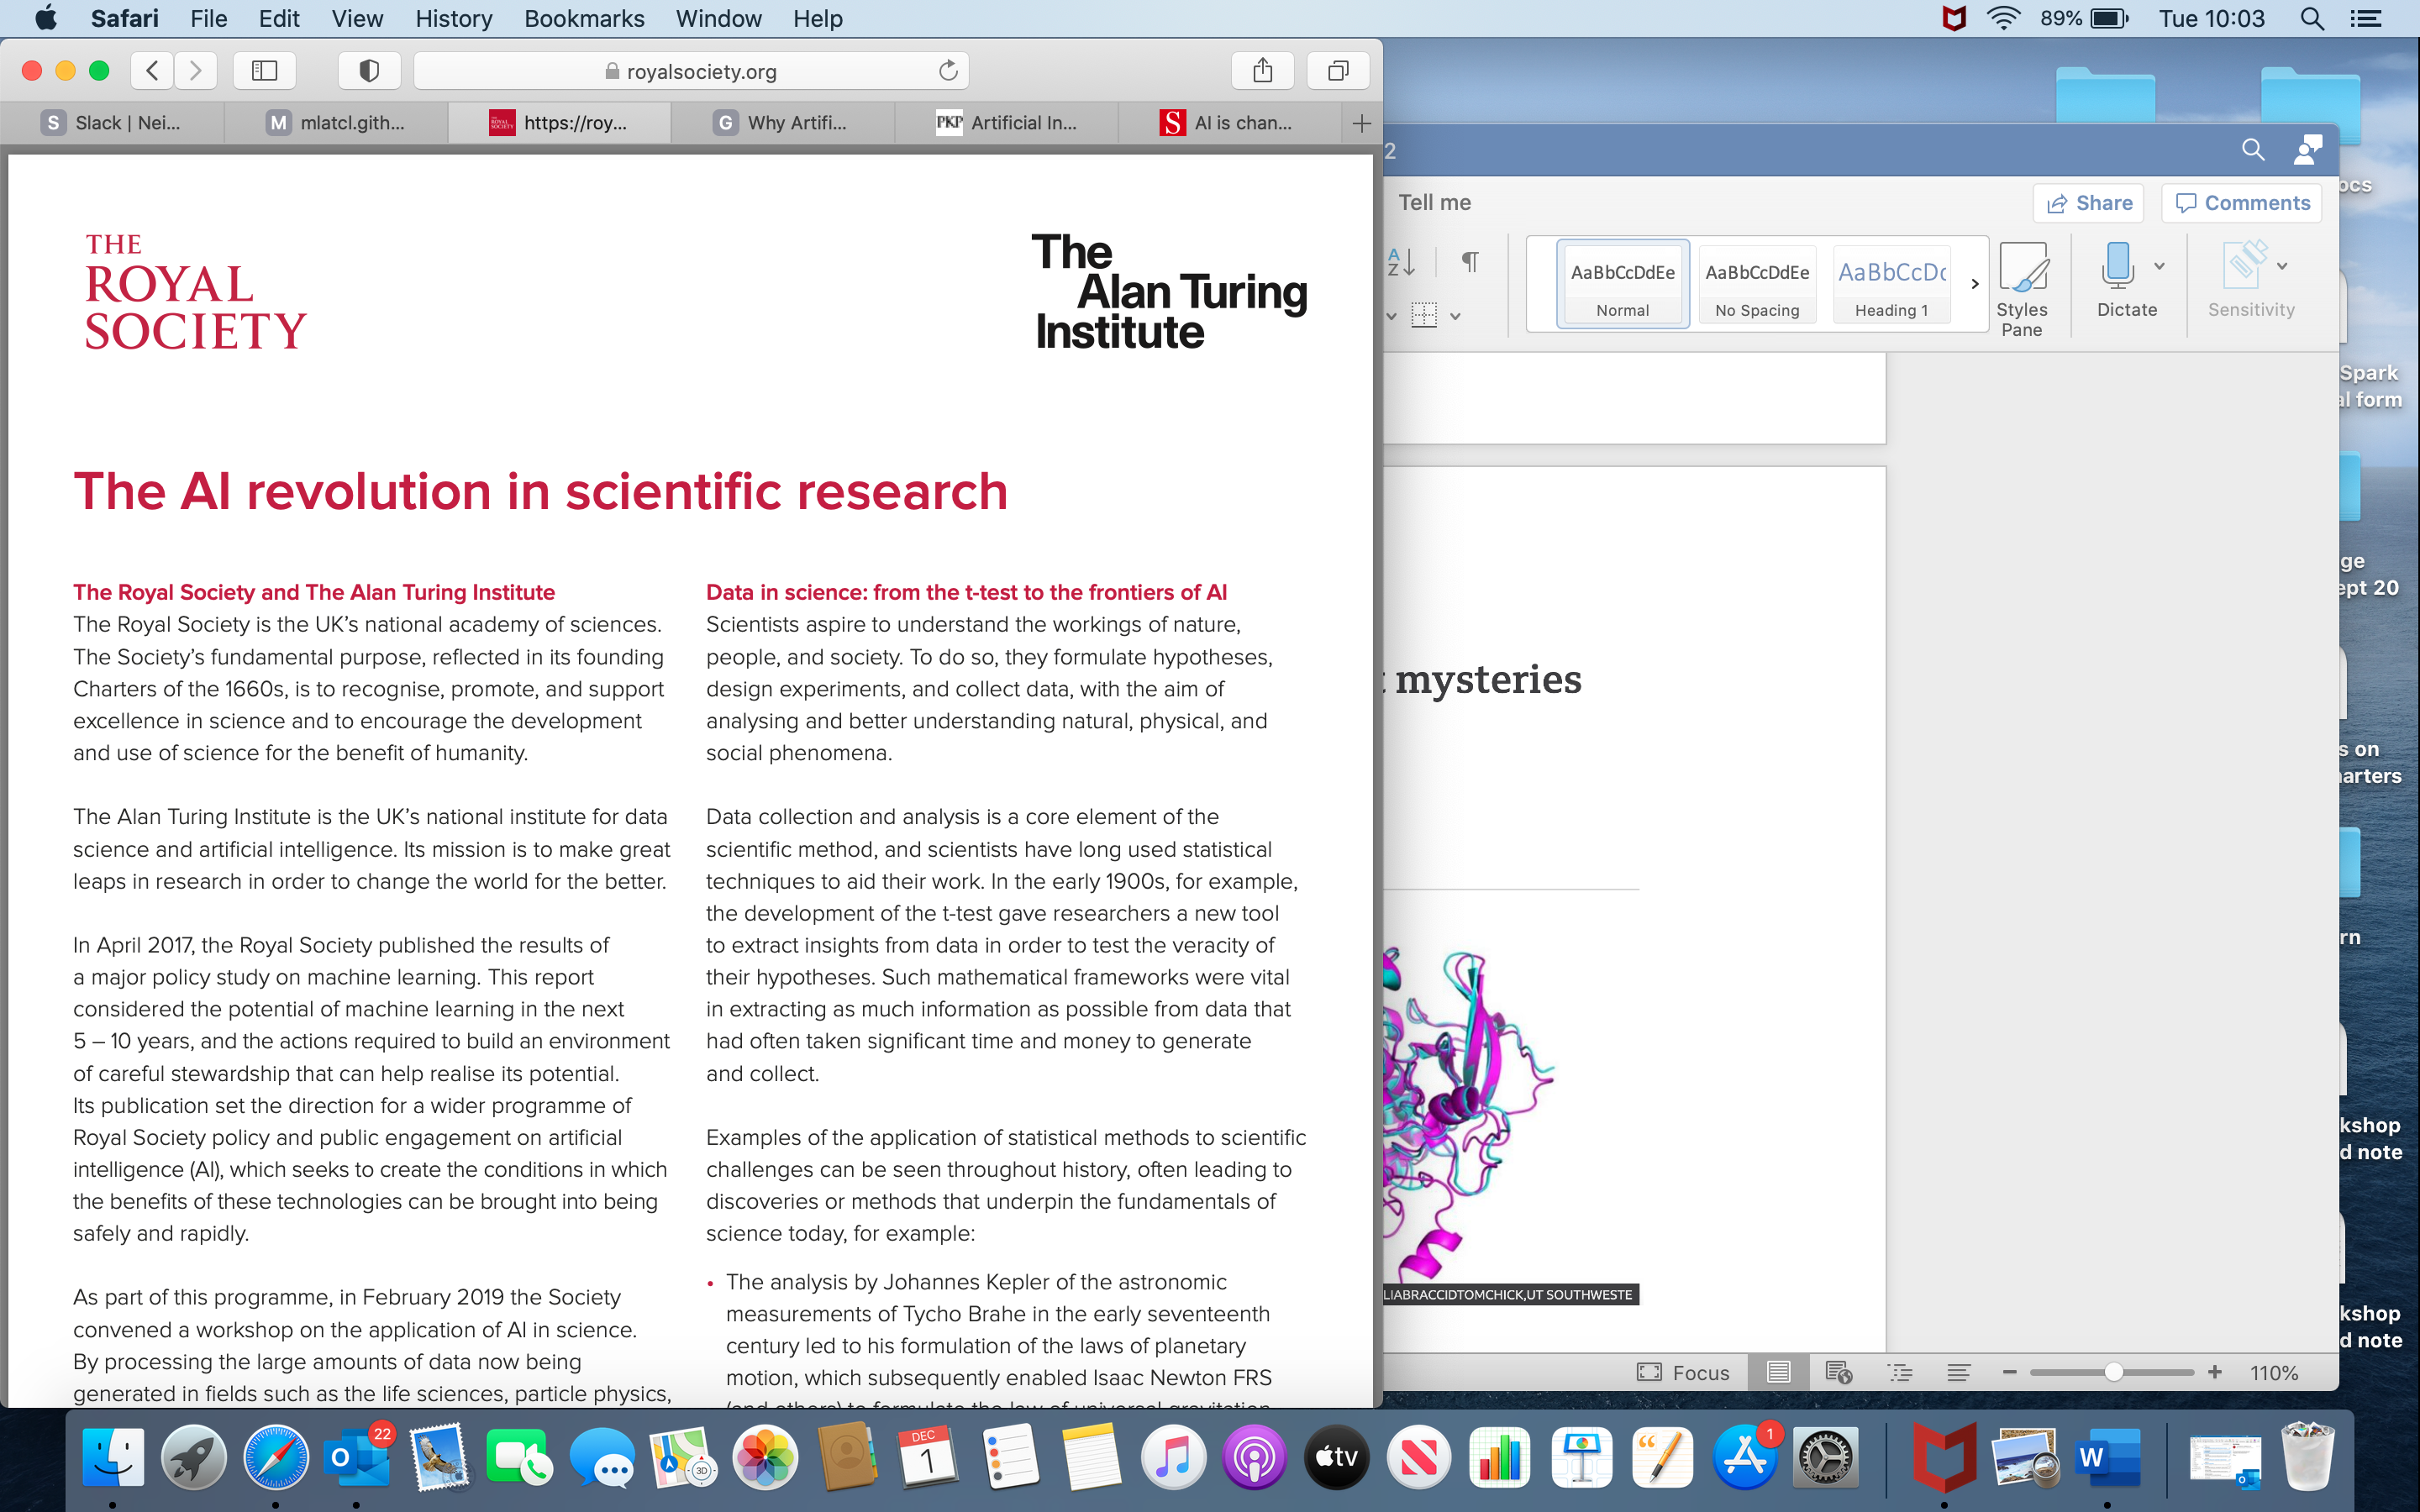 Safari File Edit View History Bookmarks Window Help
89% Tue 10:03
royalsociety.org
S Slack | Nei...
M mlatcl.gith...
https://roy...
G Why Artifi...
PKP Artificial In...
S AI is chan...
THE
ROYAL
SOCIETY
The
Alan Turing
Institute
The AI revolution in scientific research
The Royal Society and The Alan Turing Institute
The Royal Society is the UK's national academy of sciences.
The Society's fundamental purpose, reflected in its founding
Charters of the 1660s, is to recognise, promote, and support
excellence in science and to encourage the development
and use of science for the benefit of humanity.
The Alan Turing Institute is the UK's national institute for data
science and artificial intelligence. Its mission is to make great
leaps in research in order to change the world for the better.
In April 2017, the Royal Society published the results of
a major policy study on machine learning. This report
considered the potential of machine learning in the next
5 – 10 years, and the actions required to build an environment
of careful stewardship that can help realise its potential.
Its publication set the direction for a wider programme of
Royal Society policy and public engagement on artificial
intelligence (AI), which seeks to create the conditions in which
the benefits of these technologies can be brought into being
safely and rapidly.
As part of this programme, in February 2019 the Society
convened a workshop on the application of AI in science.
By processing the large amounts of data now being
generated in fields such as the life sciences, particle physics,
Data in science: from the t-test to the frontiers of AI
Scientists aspire to understand the workings of nature,
people, and society. To do so, they formulate hypotheses,
design experiments, and collect data, with the aim of
analysing and better understanding natural, physical, and
social phenomena.
Data collection and analysis is a core element of the
scientific method, and scientists have long used statistical
techniques to aid their work. In the early 1900s, for example,
the development of the t-test gave researchers a new tool
to extract insights from data in order to test the veracity of
their hypotheses. Such mathematical frameworks were vital
in extracting as much information as possible from data that
had often taken significant time and money to generate
and collect.
Examples of the application of statistical methods to scientific
challenges can be seen throughout history, often leading to
discoveries or methods that underpin the fundamentals of
science today, for example:
• The analysis by Johannes Kepler of the astronomic
measurements of Tycho Brahe in the early seventeenth
century led to his formulation of the laws of planetary
motion, which subsequently enabled Isaac Newton FRS
(and others) to formulate the law of universal gravitation
2
Tell me
Share
Comments
AaBbCcDdEe
Normal
AaBbCcDdEe
No Spacing
AaBbCcDc
Heading 1
Styles
Pane
Dictate
Sensitivity
mysteries
LIABRACCIDTOMCHICK,UT SOUTHWESTE
Focus
110%
ocs
Spark
al form
ge
ept 20
s on
arters
rn
kshop
d note
kshop
d note
22
3D
DEC
1
tv
1
W